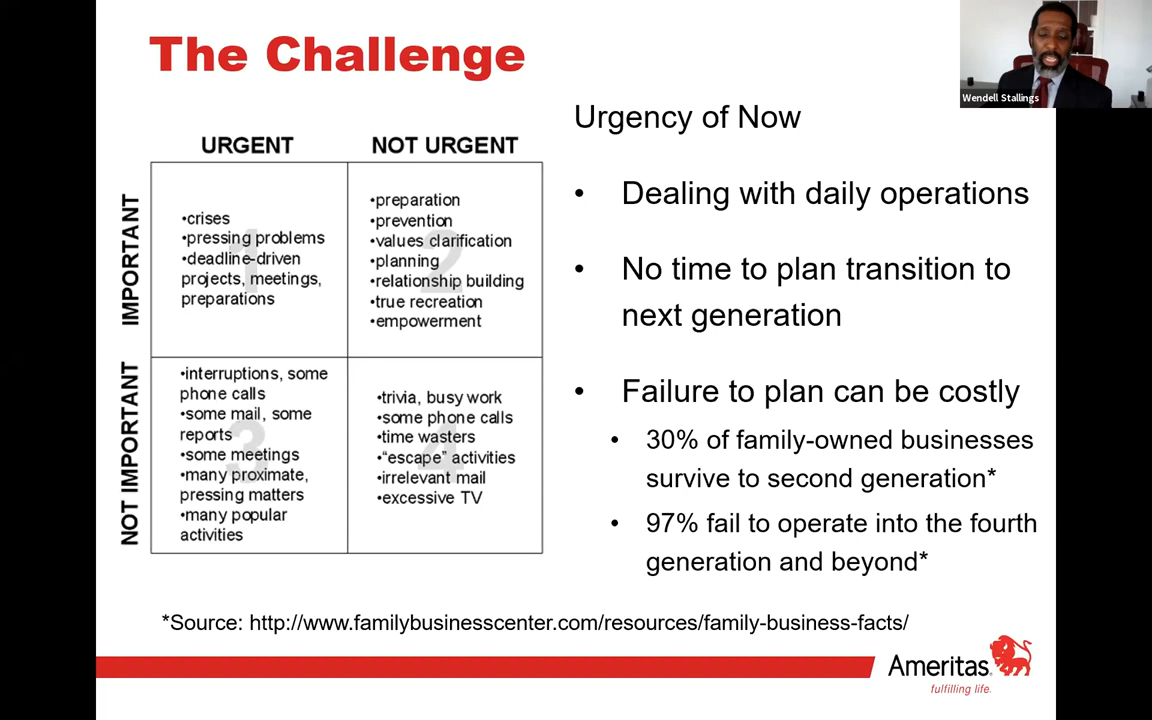 The Challenge
Wendell Stallings
Urgency of Now
URGENT
NOT URGENT
IMPORTANT
1
•crises
•pressing problems
•deadline-driven
projects, meetings,
preparations
2
•preparation
•prevention
•values clarification
•planning
•relationship building
•true recreation
•empowerment
NOT IMPORTANT
3
•interruptions, some
phone calls
•some mail, some
reports
•some meetings
•many proximate,
pressing matters
•many popular
activities
4
•trivia, busy work
•some phone calls
•time wasters
•“escape” activities
•irrelevant mail
•excessive TV
• Dealing with daily operations
• No time to plan transition to
next generation
• Failure to plan can be costly
• 30% of family-owned businesses
survive to second generation*
• 97% fail to operate into the fourth
generation and beyond*
*Source: http://www.familybusinesscenter.com/resources/family-business-facts/
Ameritas®
fulfilling life.